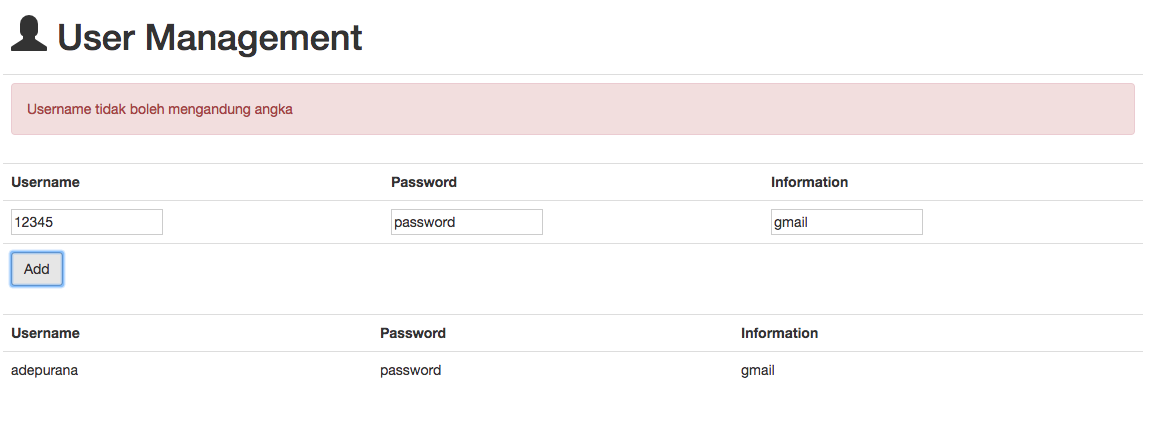 User Management
Username tidak boleh mengandung angka
Username Password Information
12345 password gmail
Add
Username Password Information
adepurana password gmail